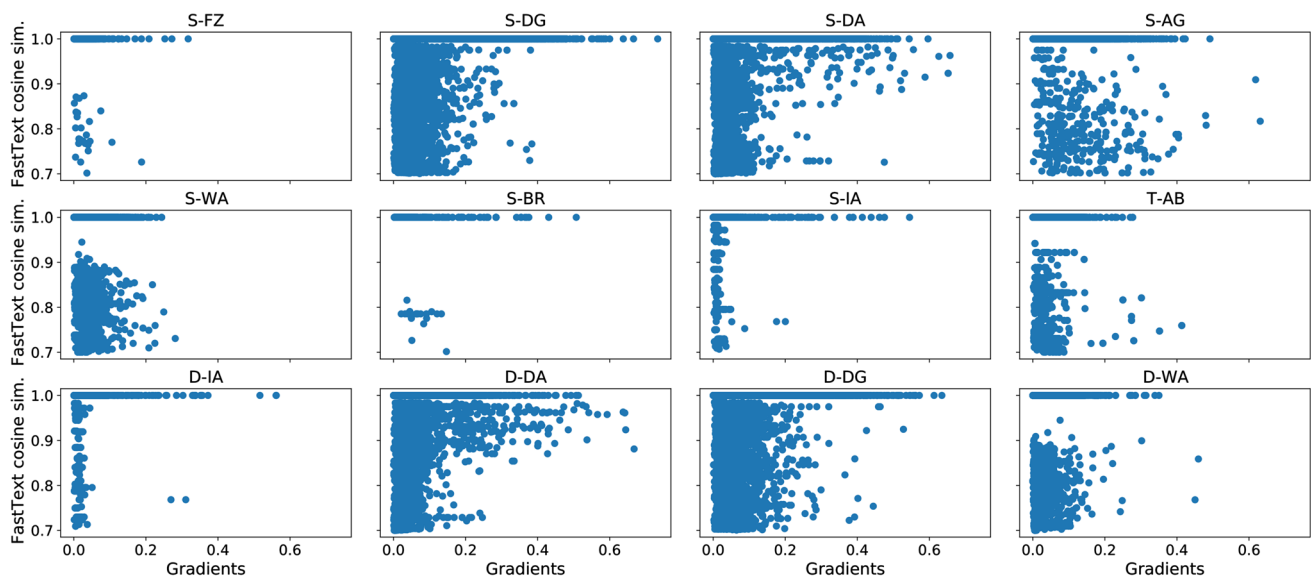 S-FZ S-DG S-DA S-AG
FastText cosine sim.
1.0
0.9
0.8
0.7
S-WA S-BR S-IA T-AB
FastText cosine sim.
1.0
0.9
0.8
0.7
D-IA D-DA D-DG D-WA
FastText cosine sim.
1.0
0.9
0.8
0.7
0.0 0.2 0.4 0.6 0.0 0.2 0.4 0.6 0.0 0.2 0.4 0.6 0.0 0.2 0.4 0.6
Gradients Gradients Gradients Gradients